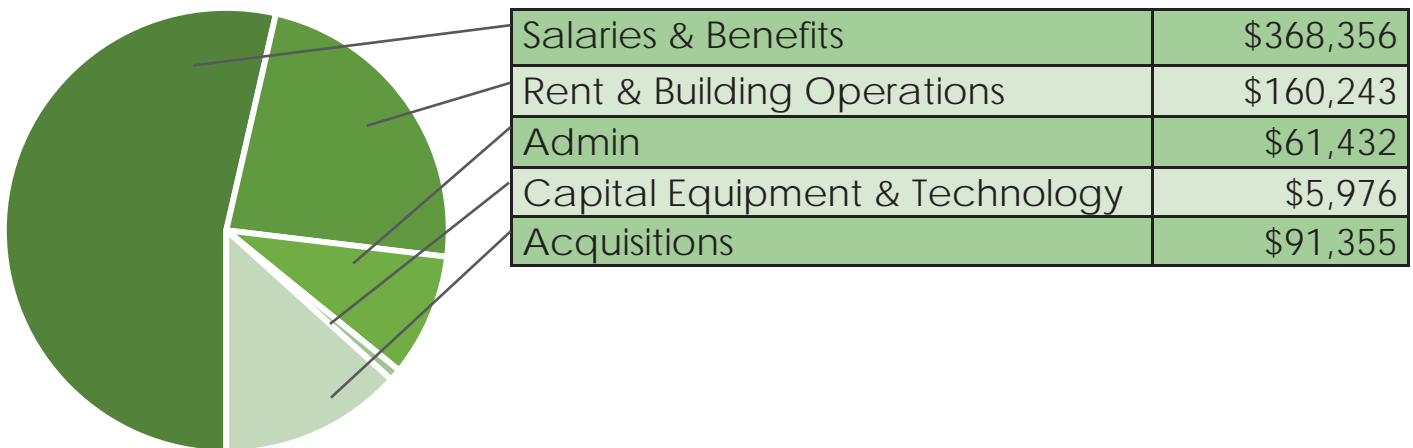 Salaries & Benefits $368,356
Rent & Building Operations $160,243
Admin $61,432
Capital Equipment & Technology $5,976
Acquisitions $91,355